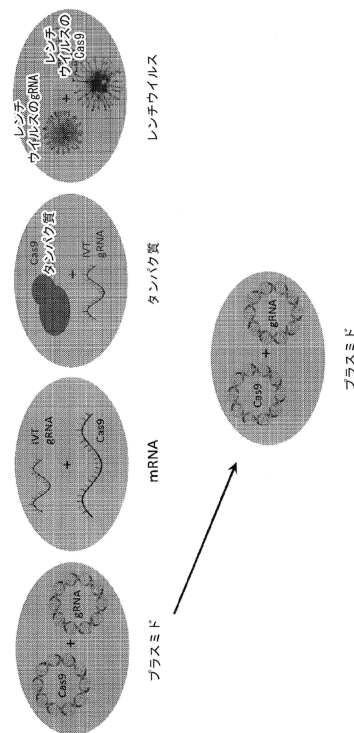 Cas9
+
gRNA
プラスミド
IVT
gRNA
+
Cas9
mRNA
Cas9
タンパク質
+
IVT
gRNA
タンパク質
レンチ
ウイルスのgRNA
+
レンチ
ウイルスの
Cas9
レンチウイルス
Cas9
+
gRNA
プラスミド